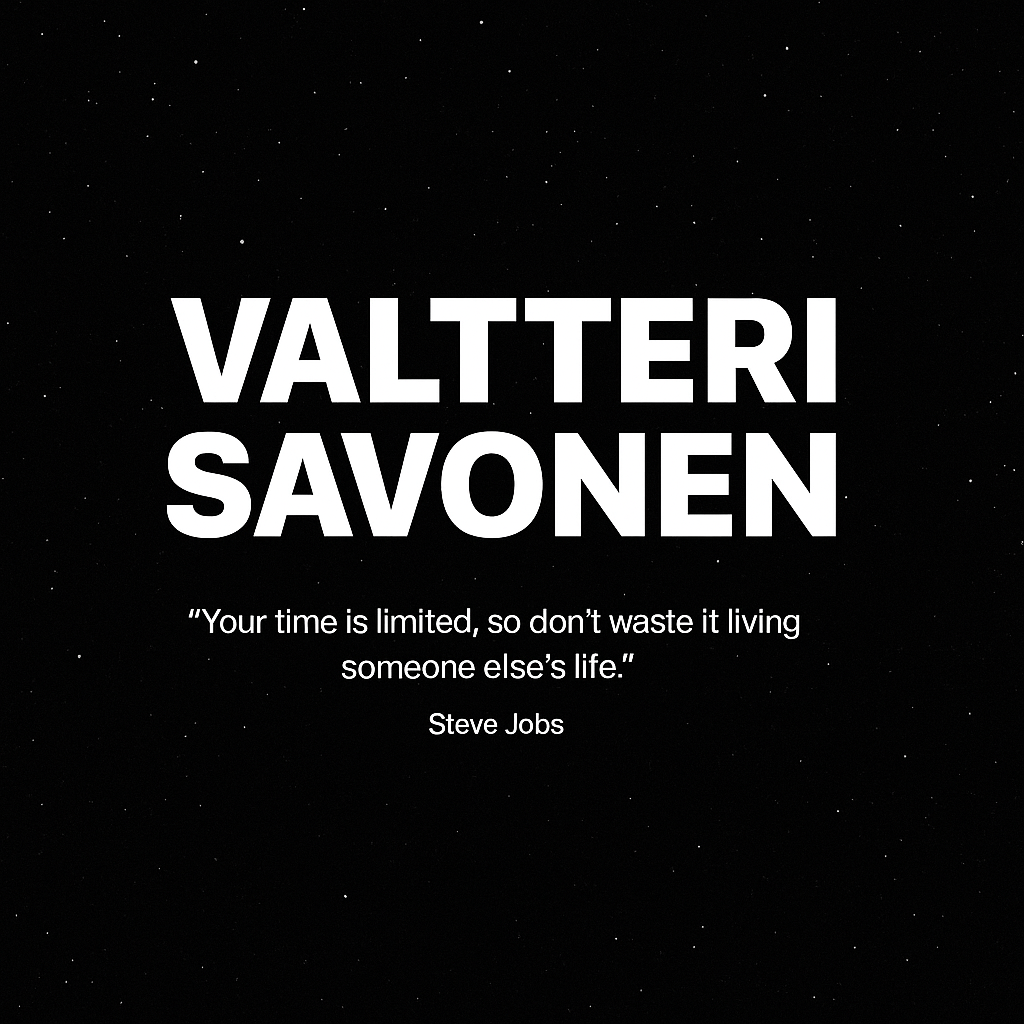 VALTTERI
SAVONEN
“Your time is limited, so don’t waste it living
someone else’s life.”
Steve Jobs